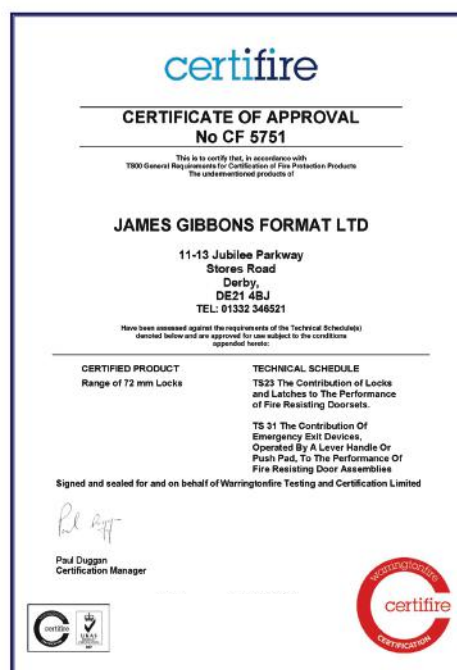 certifire
CERTIFICATE OF APPROVAL
No CF 5751
This is to certify that, in accordance with
TS00 General Requirements for Certification of Fire Protection Products
The undermentioned products of
JAMES GIBBONS FORMAT LTD
11-13 Jubilee Parkway
Stores Road
Derby,
DE21 4BJ
TEL: 01332 346521
Have been assessed against the requirements of the Technical Schedule(s)
denoted below and are approved for use subject to the conditions
appended hereto:
CERTIFIED PRODUCT
Range of 72 mm Locks
TECHNICAL SCHEDULE
TS23 The Contribution of Locks
and Latches to The Performance
of Fire Resisting Doorsets.
TS 31 The Contribution Of
Emergency Exit Devices,
Operated By A Lever Handle Or
Push Pad, To The Performance Of
Fire Resisting Door Assemblies
Signed and sealed for and on behalf of Warringtonfire Testing and Certification Limited
Paul Duggan
Certification Manager
certifire
UKAS
warringtonfire
certifire
CERTIFICATION